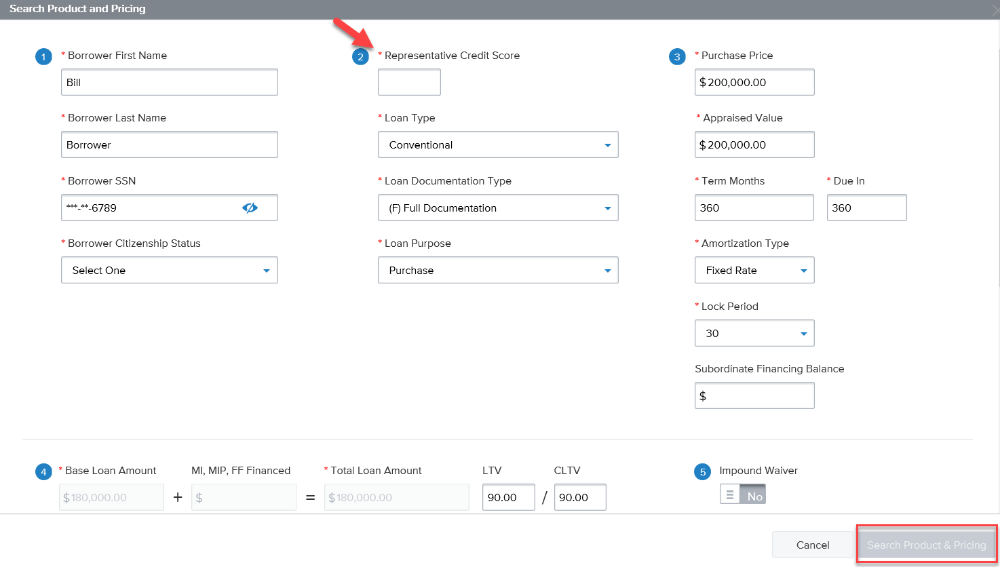 Search Product and Pricing
1 * Borrower First Name
Bill
* Borrower Last Name
Borrower
* Borrower SSN
***-**-6789
* Borrower Citizenship Status
Select One
2 * Representative Credit Score
* Loan Type
Conventional
* Loan Documentation Type
(F) Full Documentation
* Loan Purpose
Purchase
3 * Purchase Price
$ 200,000.00
* Appraised Value
$ 200,000.00
* Term Months * Due In
360 360
* Amortization Type
Fixed Rate
* Lock Period
30
Subordinate Financing Balance
$
4 * Base Loan Amount MI, MIP, FF Financed * Total Loan Amount LTV CLTV
$ 180,000.00 + $ = $ 180,000.00 90.00 / 90.00
5 Impound Waiver
No
Cancel Search Product & Pricing